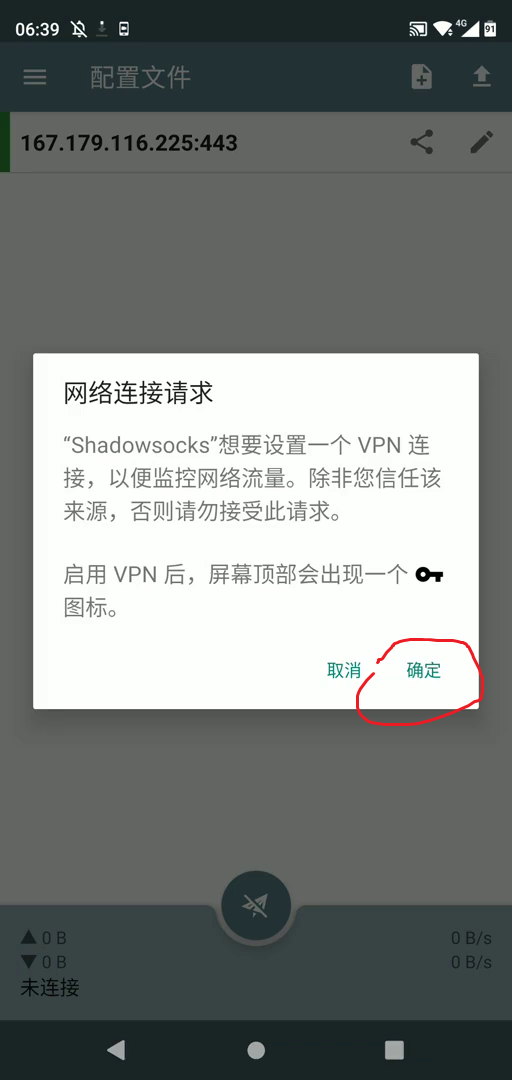 06:39
4G
91
配置文件
167.179.116.225:443
网络连接请求
“Shadowsocks”想要设置一个 VPN 连
接，以便监控网络流量。除非您信任该
来源，否则请勿接受此请求。
启用 VPN 后，屏幕顶部会出现一个
图标。
取消 确定
▲ 0 B 0 B/s
▼ 0 B 0 B/s
未连接